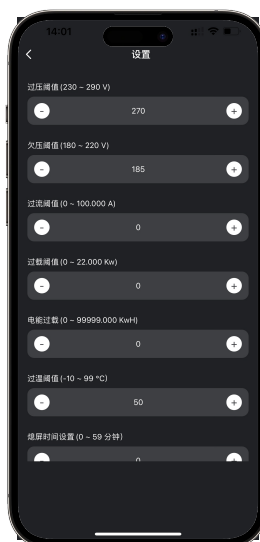 14:01
设置
过压阈值 (230 ~ 290 V)
- 270 +
欠压阈值 (180 ~ 220 V)
- 185 +
过流阈值 (0 ~ 100.000 A)
- 0 +
过载阈值 (0 ~ 22.000 Kw)
- 0 +
电能过载 (0 ~ 99999.000 KwH)
- 0 +
过温阈值 (-10 ~ 99 °C)
- 50 +
熄屏时间设置 (0 ~ 59 分钟)
- 0 +